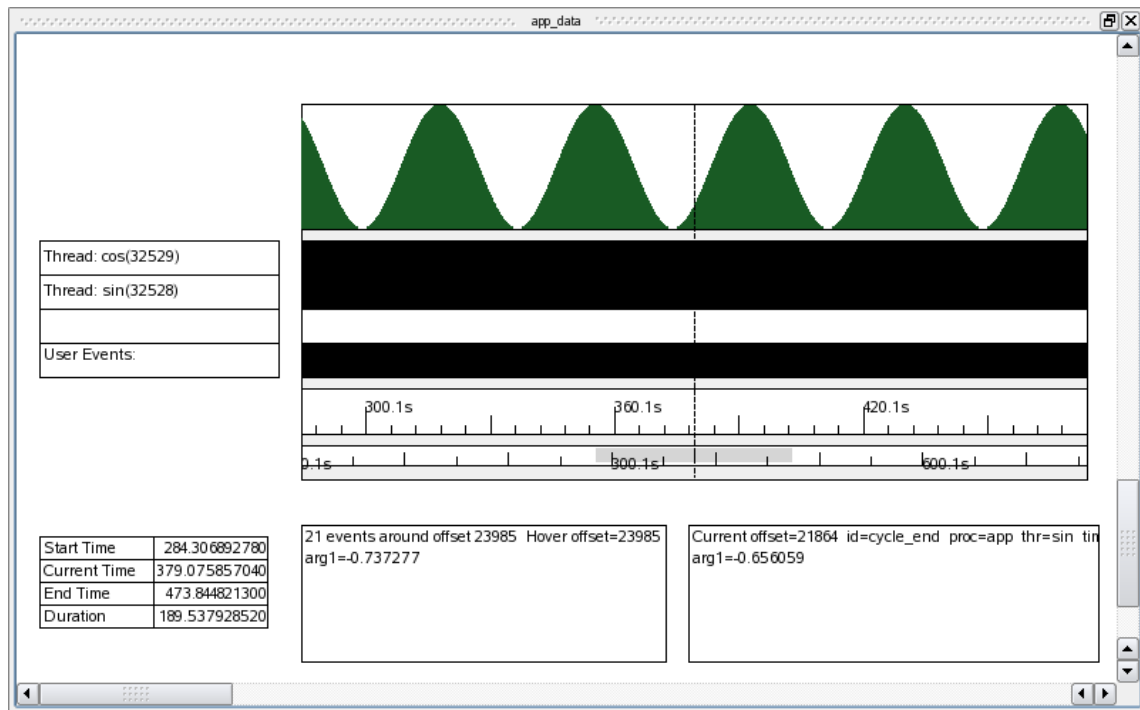 app_data
Thread: cos(32529)
Thread: sin(32528)
User Events:
300.1s 360.1s 420.1s
0.1s 300.1s 600.1s
Start Time 284.306892780
Current Time 379.075857040
End Time 473.844821300
Duration 189.537928520
21 events around offset 23985 Hover offset=23985
arg1=-0.737277
Current offset=21864 id=cycle_end proc=app thr=sin
arg1=-0.656059